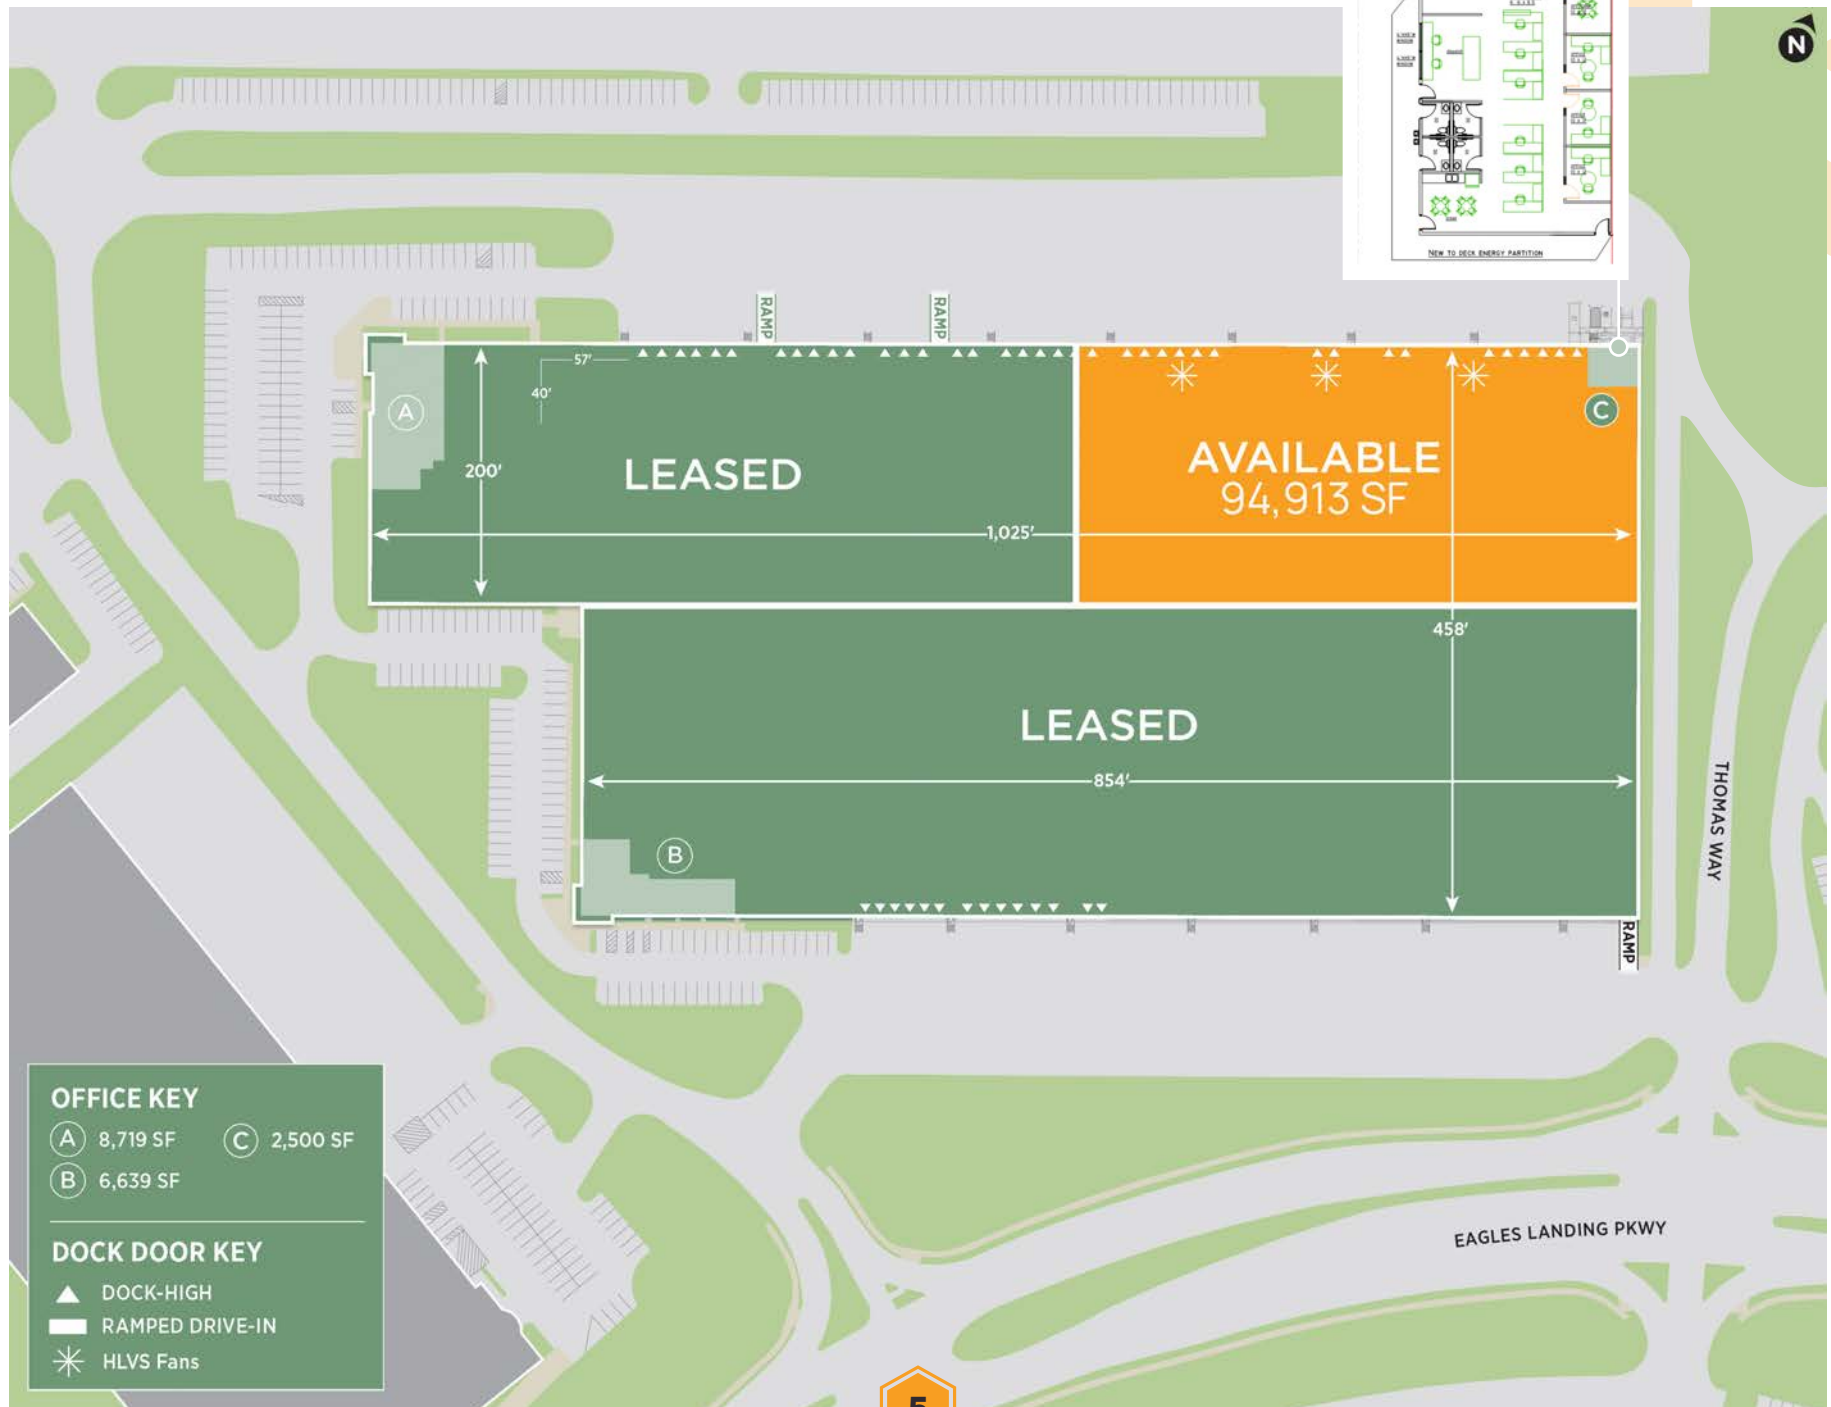 N
NEW TO DECK ENERGY PARTITION
RAMP
RAMP
57'
40'
A
200'
LEASED
AVAILABLE
94,913 SF
C
1,025'
458'
LEASED
854'
B
THOMAS WAY
RAMP
OFFICE KEY
A 8,719 SF
C 2,500 SF
B 6,639 SF
DOCK DOOR KEY
DOCK-HIGH
RAMPED DRIVE-IN
HLVS Fans
EAGLES LANDING PKWY
5